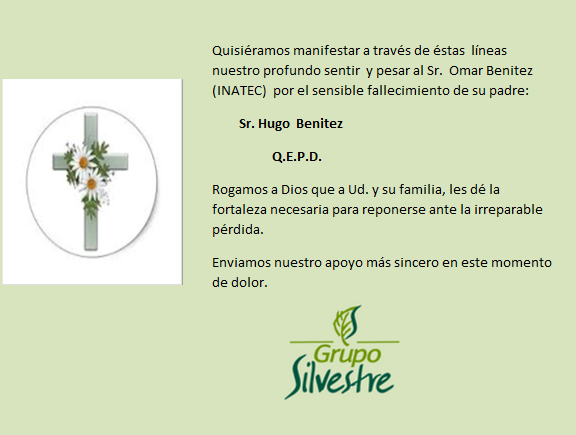 Quisiéramos manifestar a través de éstas líneas
nuestro profundo sentir y pesar al Sr. Omar Benitez
(INATEC) por el sensible fallecimiento de su padre:
Sr. Hugo Benitez
Q.E.P.D.
Rogamos a Dios que a Ud. y su familia, les dé la
fortaleza necesaria para reponerse ante la irreparable
pérdida.
Enviamos nuestro apoyo más sincero en este momento
de dolor.
Grupo
Silvestre